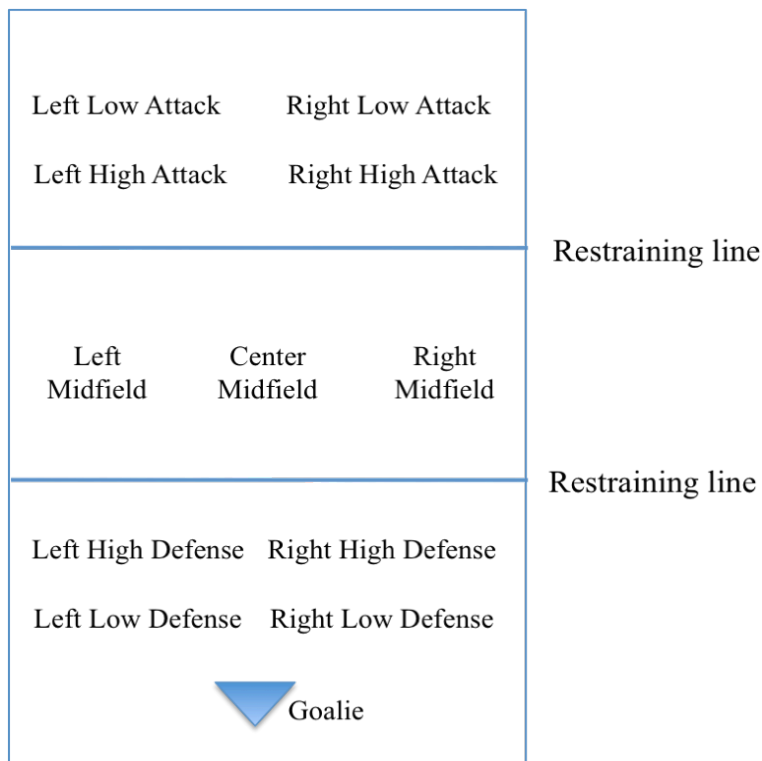 Left Low Attack Right Low Attack
Left High Attack Right High Attack
Restraining line
Left Center Right
Midfield Midfield Midfield
Restraining line
Left High Defense Right High Defense
Left Low Defense Right Low Defense
Goalie